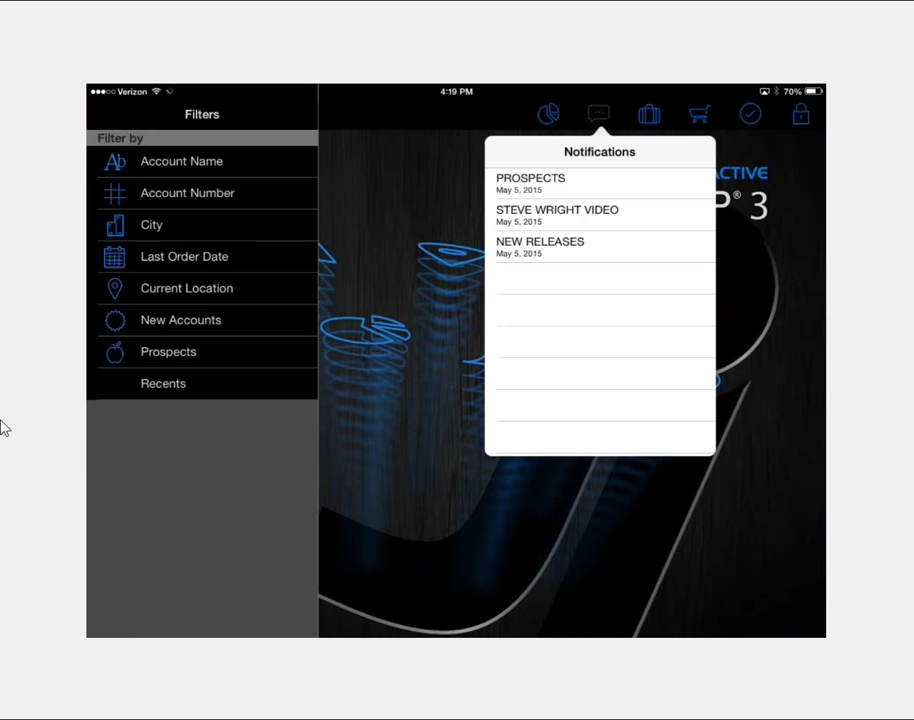 Verizon
4:19 PM
70%
Filters
Filter by
Ab
Account Name
Account Number
City
Last Order Date
Current Location
New Accounts
Prospects
Recents
Notifications
PROSPECTS
May 5, 2015
STEVE WRIGHT VIDEO
May 5, 2015
NEW RELEASES
May 5, 2015
ACTIVE
P® 3